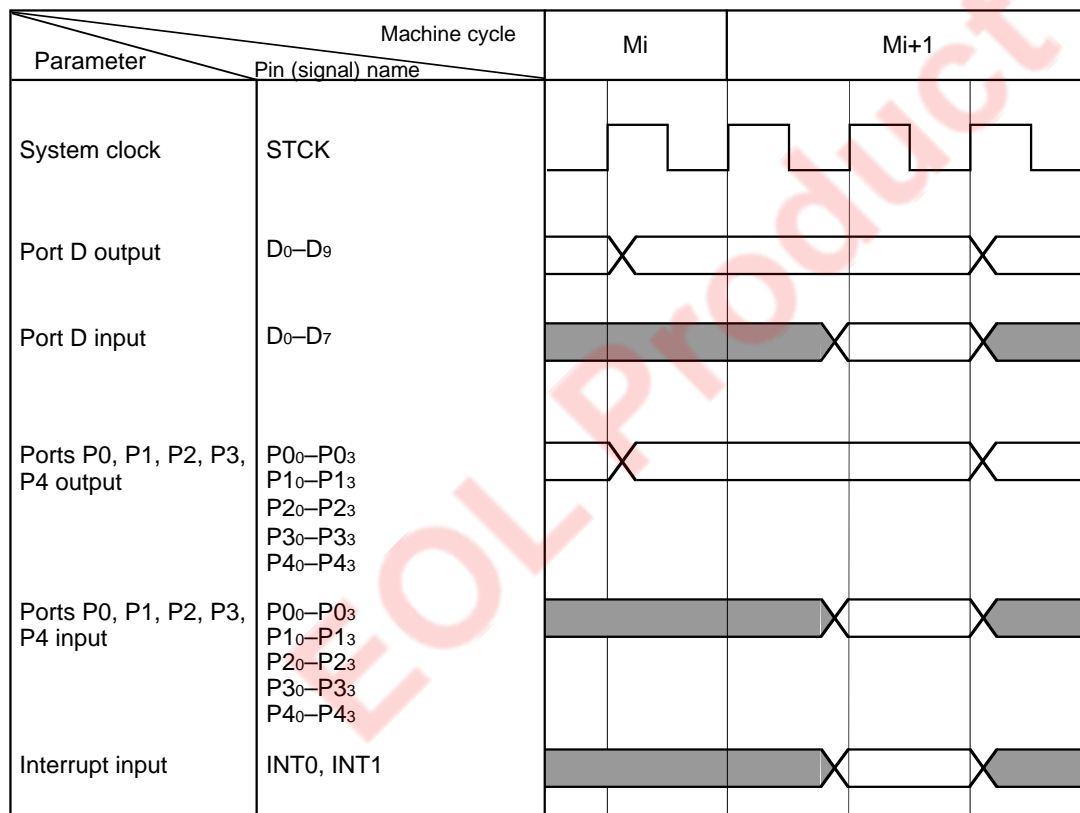 Machine cycle
Parameter
Pin (signal) name
Mi
Mi+1
System clock
STCK
Port D output
D0–D9
Port D input
D0–D7
Ports P0, P1, P2, P3,
P4 output
P00–P03
P10–P13
P20–P23
P30–P33
P40–P43
Ports P0, P1, P2, P3,
P4 input
P00–P03
P10–P13
P20–P23
P30–P33
P40–P43
Interrupt input
INT0, INT1
EOL Product